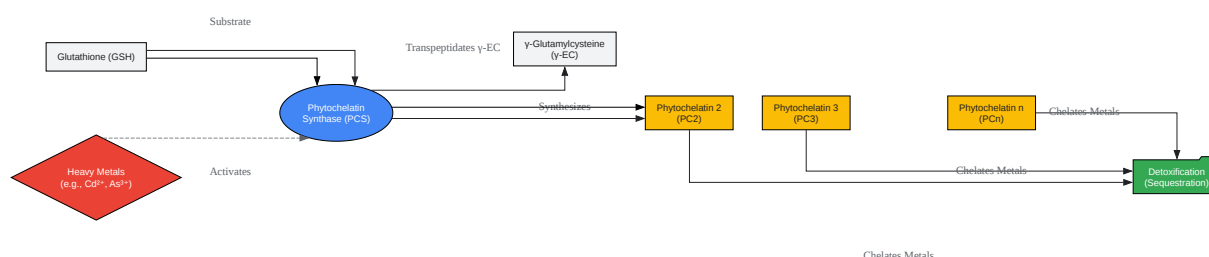 Substrate
Glutathione (GSH)
Transpeptidates γ-EC
γ-Glutamylcysteine
(γ-EC)
Phytochelatin
Synthase (PCS)
Synthesizes
Phytochelatin 2
(PC2)
Phytochelatin 3
(PC3)
Phytochelatin n
(PCn)
Chelates Metals
Heavy Metals
(e.g., Cd²⁺, As³⁺)
Activates
Chelates Metals
Detoxification
(Sequestration)
Chelates Metals